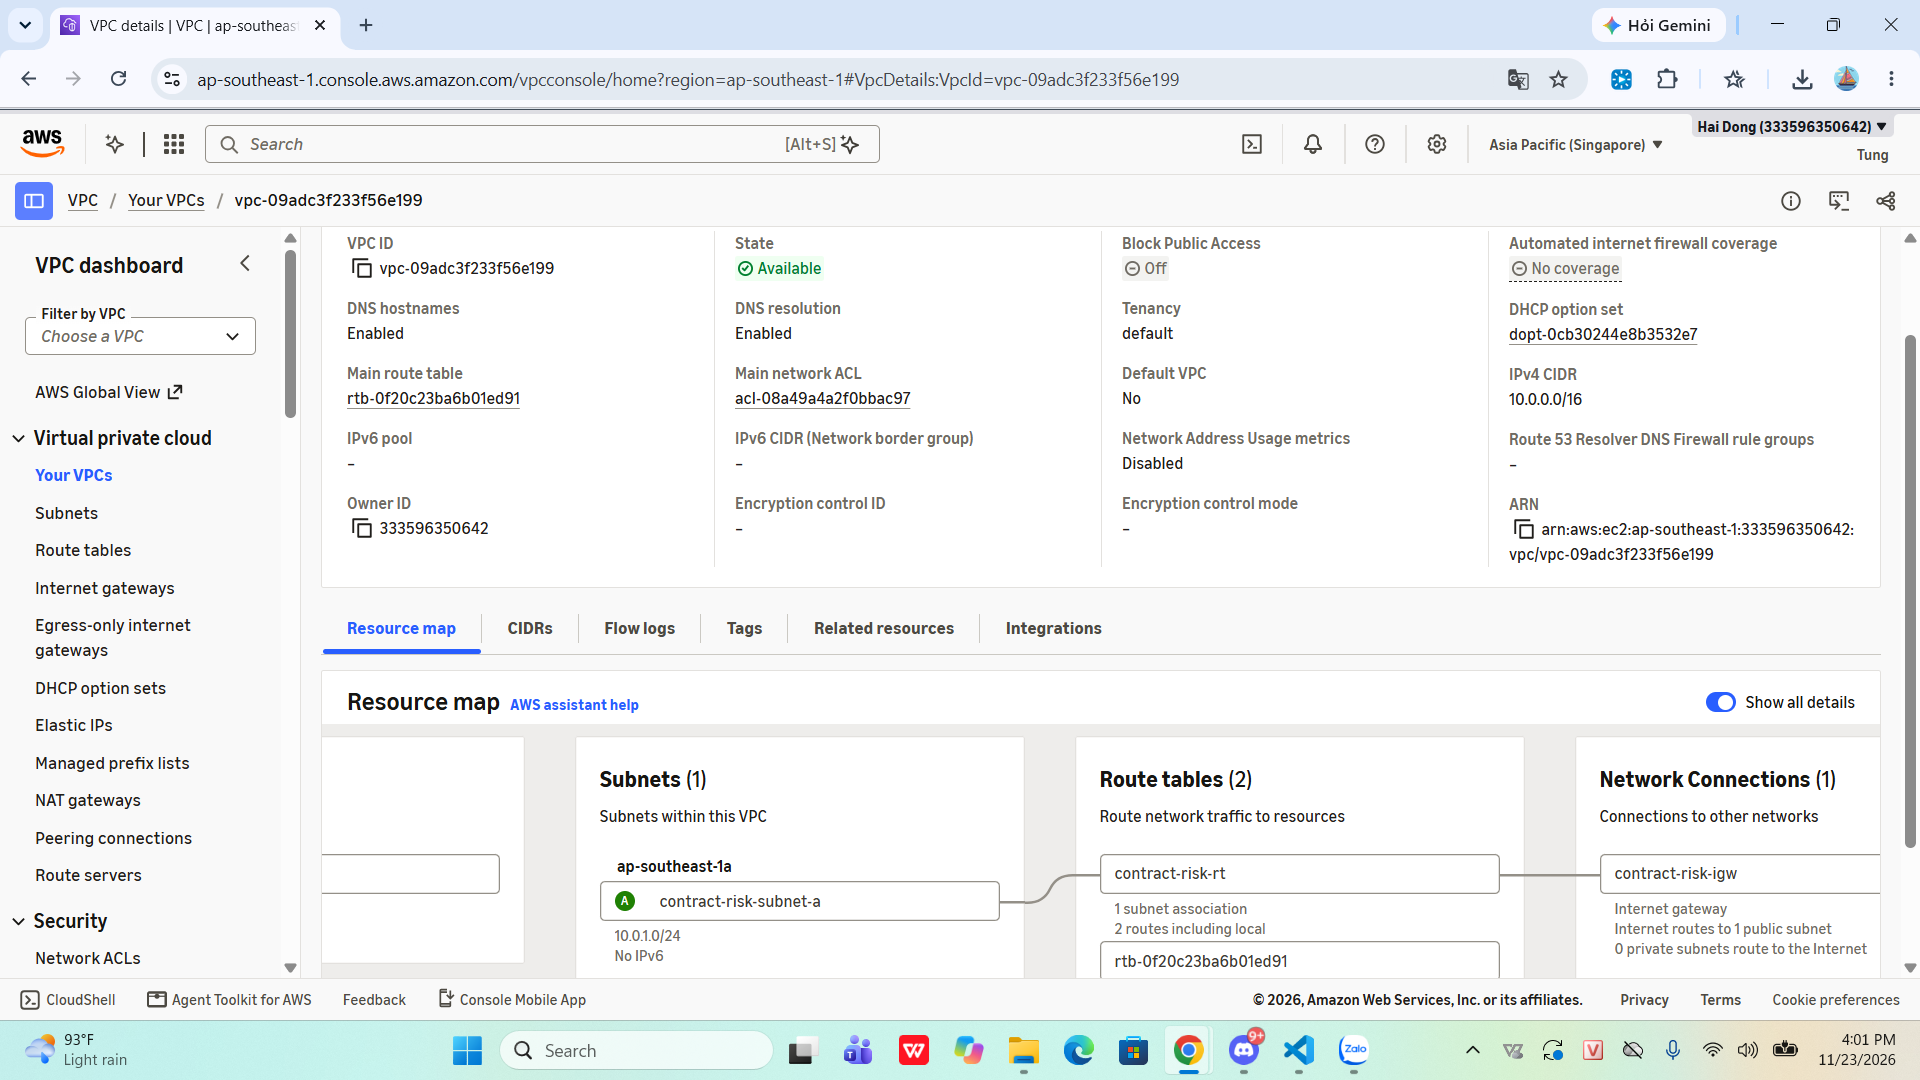 VPC details | VPC | ap-southeas
Hỏi Gemini
ap-southeast-1.console.aws.amazon.com/vpcconsole/home?region=ap-southeast-1#VpcDetails:VpcId=vpc-09adc3f233f56e199
aws
Search
[Alt+S]
Asia Pacific (Singapore)
Hai Dong (333596350642)
Tung
VPC / Your VPCs / vpc-09adc3f233f56e199
VPC dashboard
Filter by VPC
Choose a VPC
AWS Global View
Virtual private cloud
Your VPCs
Subnets
Route tables
Internet gateways
Egress-only internet
gateways
DHCP option sets
Elastic IPs
Managed prefix lists
NAT gateways
Peering connections
Route servers
Security
Network ACLs
VPC ID
vpc-09adc3f233f56e199
State
Available
Block Public Access
Off
Automated internet firewall coverage
No coverage
DNS hostnames
Enabled
DNS resolution
Enabled
Tenancy
default
DHCP option set
dopt-0cb30244e8b3532e7
Main route table
rtb-0f20c23ba6b01ed91
Main network ACL
acl-08a49a4a2f0bbac97
Default VPC
No
IPv4 CIDR
10.0.0.0/16
IPv6 pool
–
IPv6 CIDR (Network border group)
–
Network Address Usage metrics
Disabled
Route 53 Resolver DNS Firewall rule groups
–
Owner ID
333596350642
Encryption control ID
–
Encryption control mode
–
ARN
arn:aws:ec2:ap-southeast-1:333596350642:
vpc/vpc-09adc3f233f56e199
Resource map
CIDRs
Flow logs
Tags
Related resources
Integrations
Resource map
AWS assistant help
Show all details
Subnets (1)
Subnets within this VPC
ap-southeast-1a
A
contract-risk-subnet-a
10.0.1.0/24
No IPv6
Route tables (2)
Route network traffic to resources
contract-risk-rt
1 subnet association
2 routes including local
rtb-0f20c23ba6b01ed91
Network Connections (1)
Connections to other networks
contract-risk-igw
Internet gateway
Internet routes to 1 public subnet
0 private subnets route to the Internet
CloudShell
Agent Toolkit for AWS
Feedback
Console Mobile App
© 2026, Amazon Web Services, Inc. or its affiliates.
Privacy
Terms
Cookie preferences
93°F
Light rain
Search
9+
Zalo
4:01 PM
11/23/2026